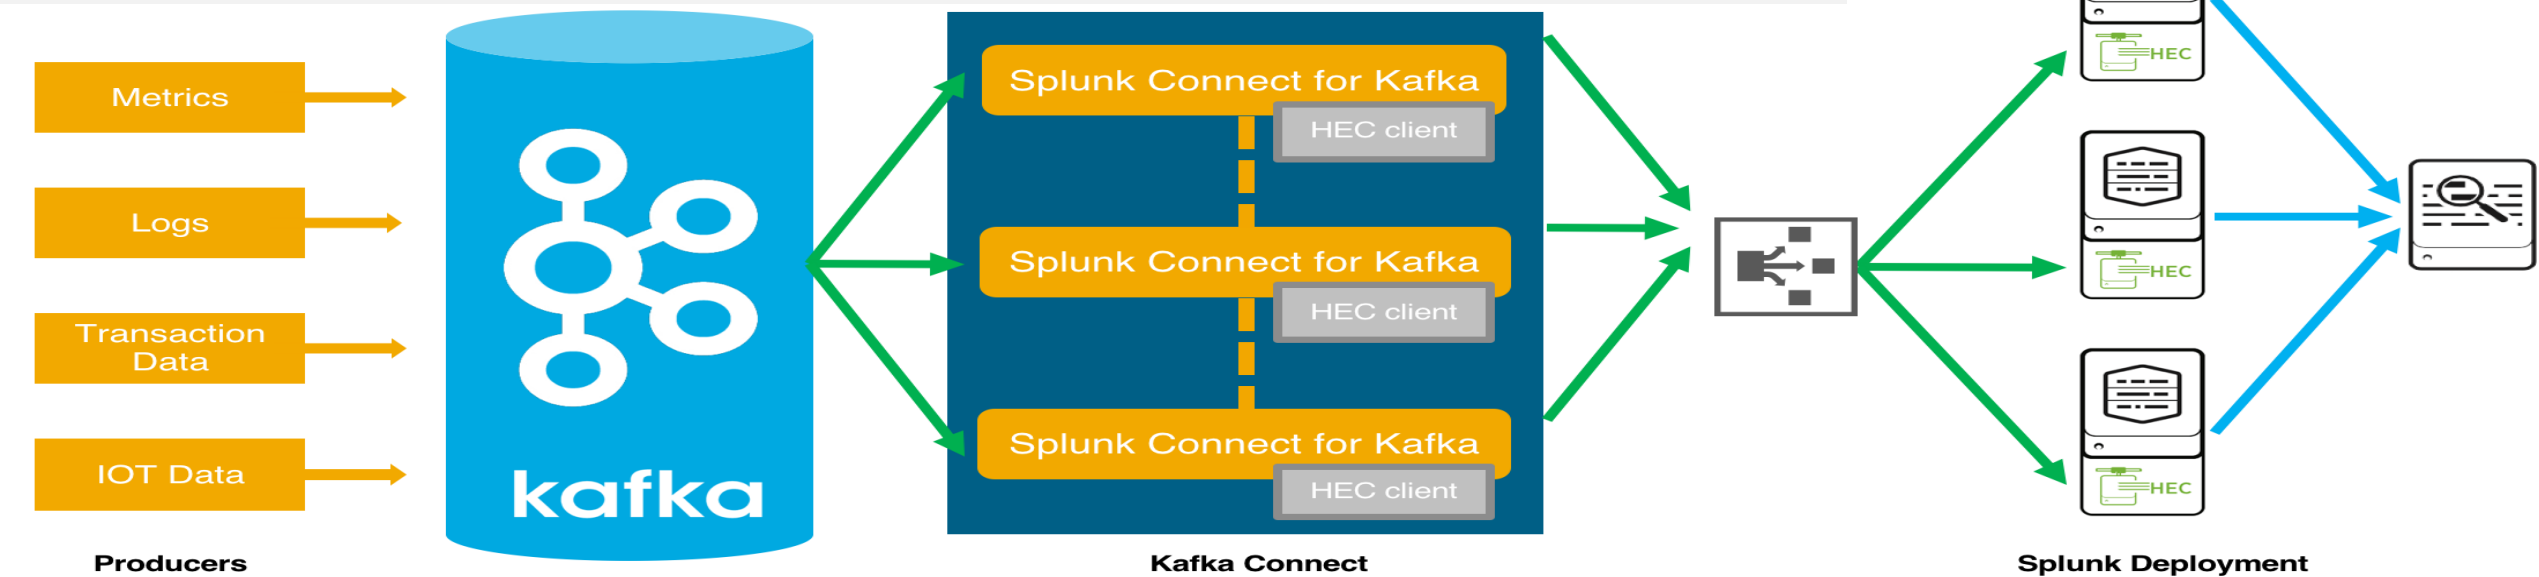 Metrics
Logs
Transaction
Data
IOT Data
Producers
kafka
Splunk Connect for Kafka
HEC client
Splunk Connect for Kafka
HEC client
Splunk Connect for Kafka
HEC client
Kafka Connect
HEC
HEC
HEC
Splunk Deployment